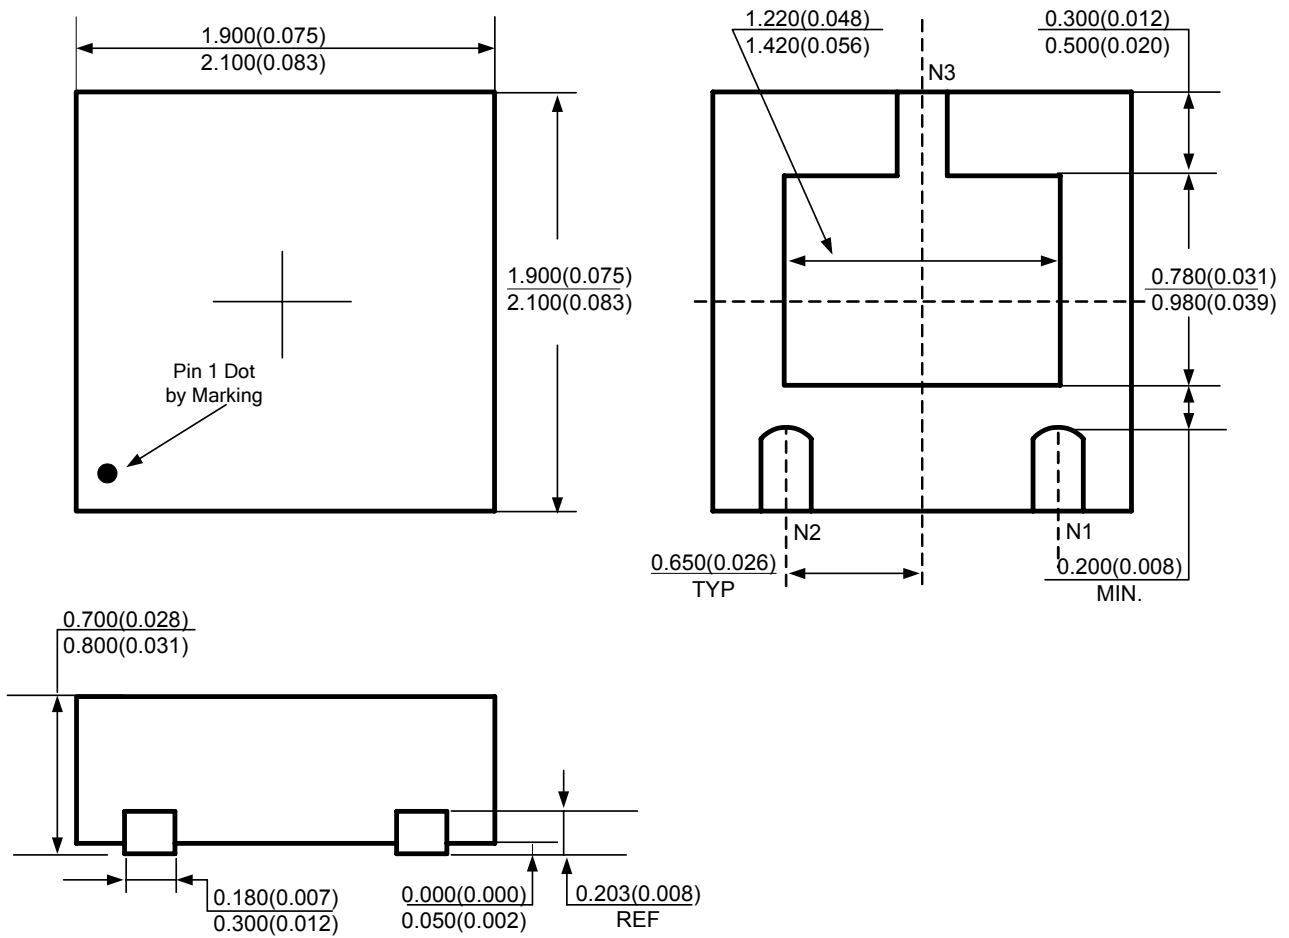 1.900(0.075)
2.100(0.083)
1.900(0.075)
2.100(0.083)
Pin 1 Dot
by Marking
1.220(0.048)
1.420(0.056)
N3
0.300(0.012)
0.500(0.020)
0.780(0.031)
0.980(0.039)
N2
N1
0.650(0.026)
TYP
0.200(0.008)
MIN.
0.700(0.028)
0.800(0.031)
0.180(0.007)
0.300(0.012)
0.000(0.000)
0.050(0.002)
0.203(0.008)
REF